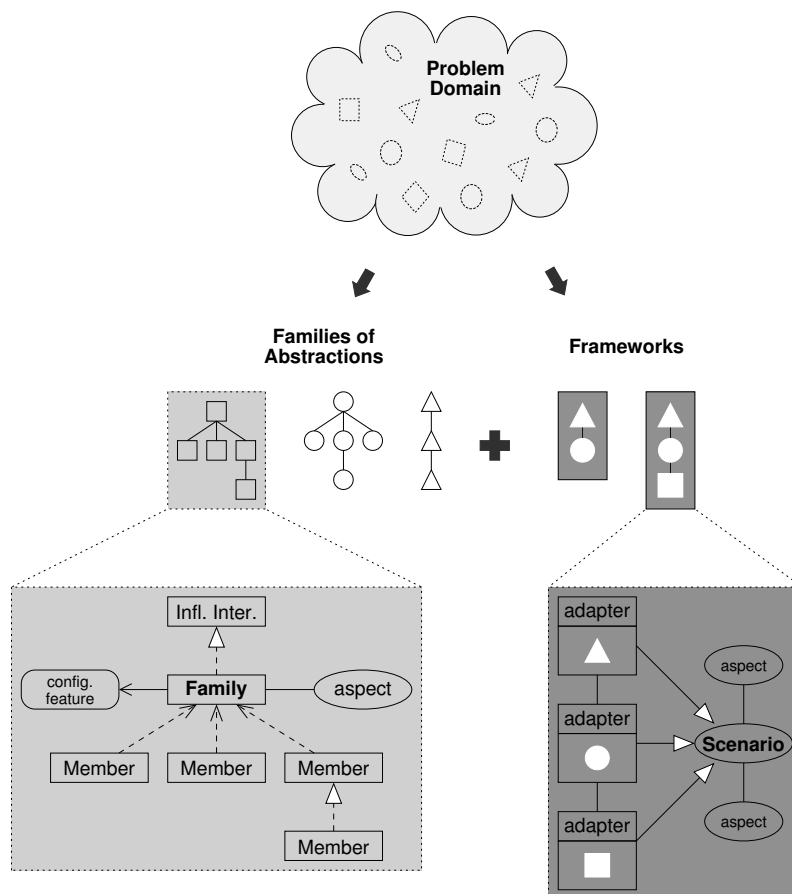 Problem
Domain
Families of
Abstractions
Frameworks
Infl. Inter.
config.
feature
Family
aspect
Member
Member
Member
Member
adapter
adapter
adapter
aspect
Scenario
aspect